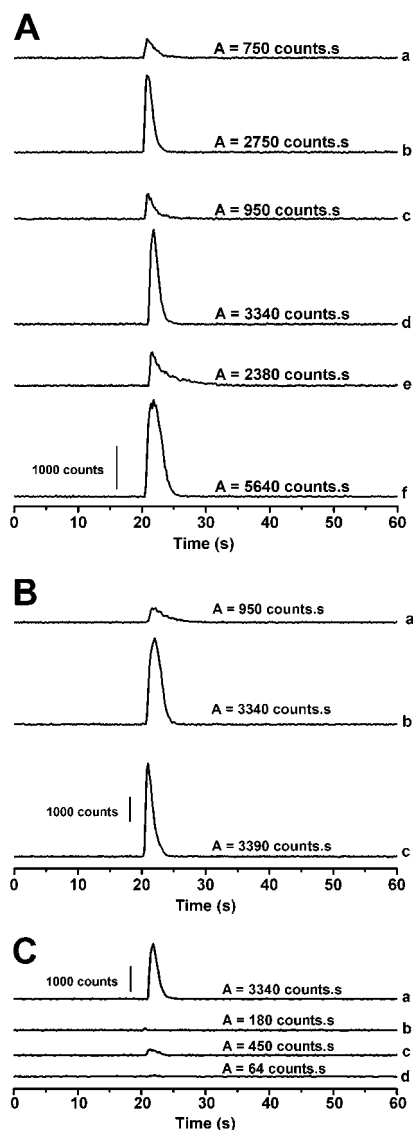 A
A = 750 counts.s
a
A = 2750 counts.s
b
A = 950 counts.s
c
A = 3340 counts.s
d
A = 2380 counts.s
e
1000 counts
A = 5640 counts.s
f
0 10 20 30 40 50 60
Time (s)
B
A = 950 counts.s
a
A = 3340 counts.s
b
1000 counts
A = 3390 counts.s
c
0 10 20 30 40 50 60
Time (s)
C
1000 counts
A = 3340 counts.s
a
A = 180 counts.s
b
A = 450 counts.s
c
A = 64 counts.s
d
0 10 20 30 40 50 60
Time (s)